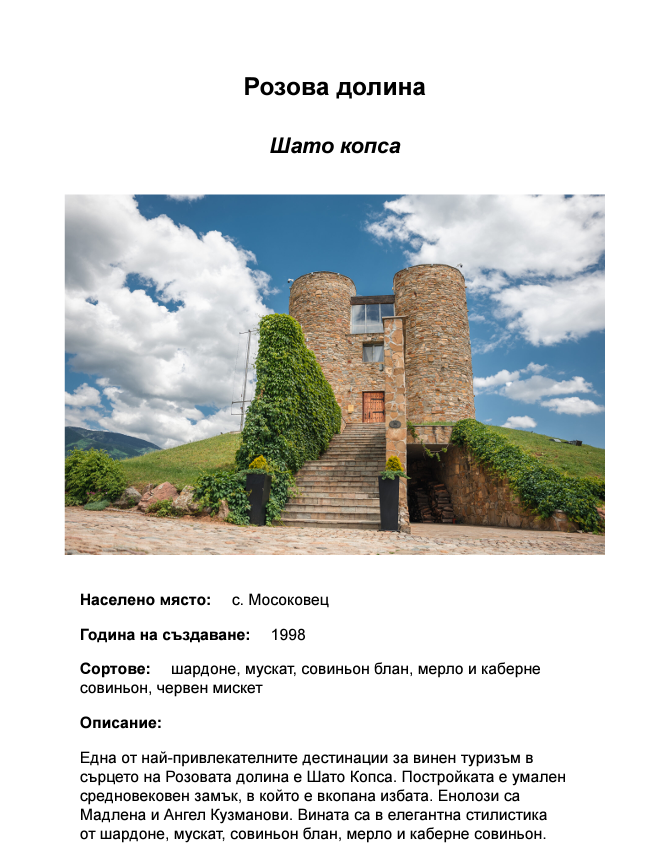 Розова долина
Шато копса
Населено място: с. Мосоковец
Година на създаване: 1998
Сортове: шардоне, мускат, совиньон блан, мерло и каберне
совиньон, червен мискет
Описание:
Една от най-привлекателните дестинации за винен туризъм в
сърцето на Розовата долина е Шато Копса. Постройката е умален
средновековен замък, в който е вкопана избата. Енолози са
Мадлена и Ангел Кузманови. Вината са в елегантна стилистика
от шардоне, мускат, совиньон блан, мерло и каберне совиньон.